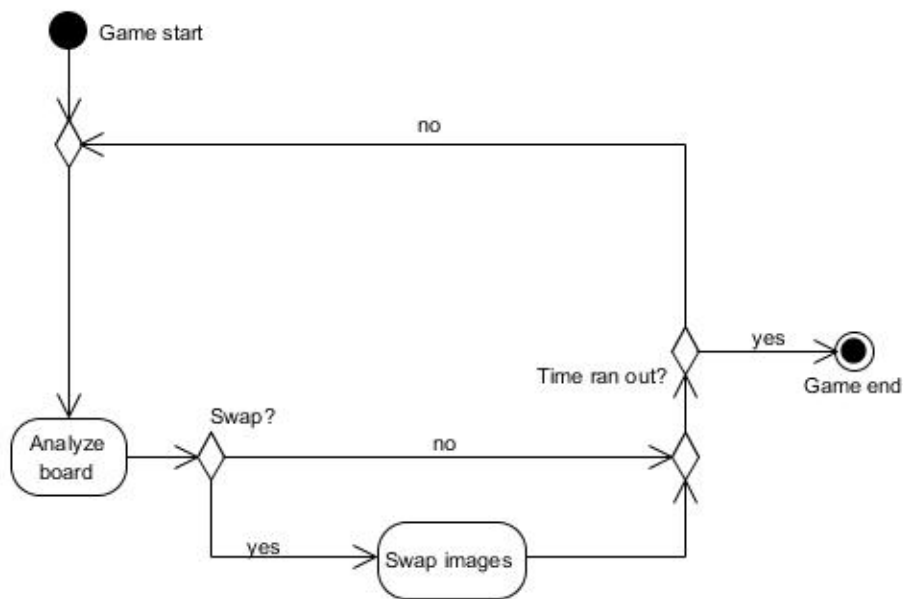 Game start
no
yes
Time ran out?
Game end
Swap?
Analyze
board
no
yes
Swap images